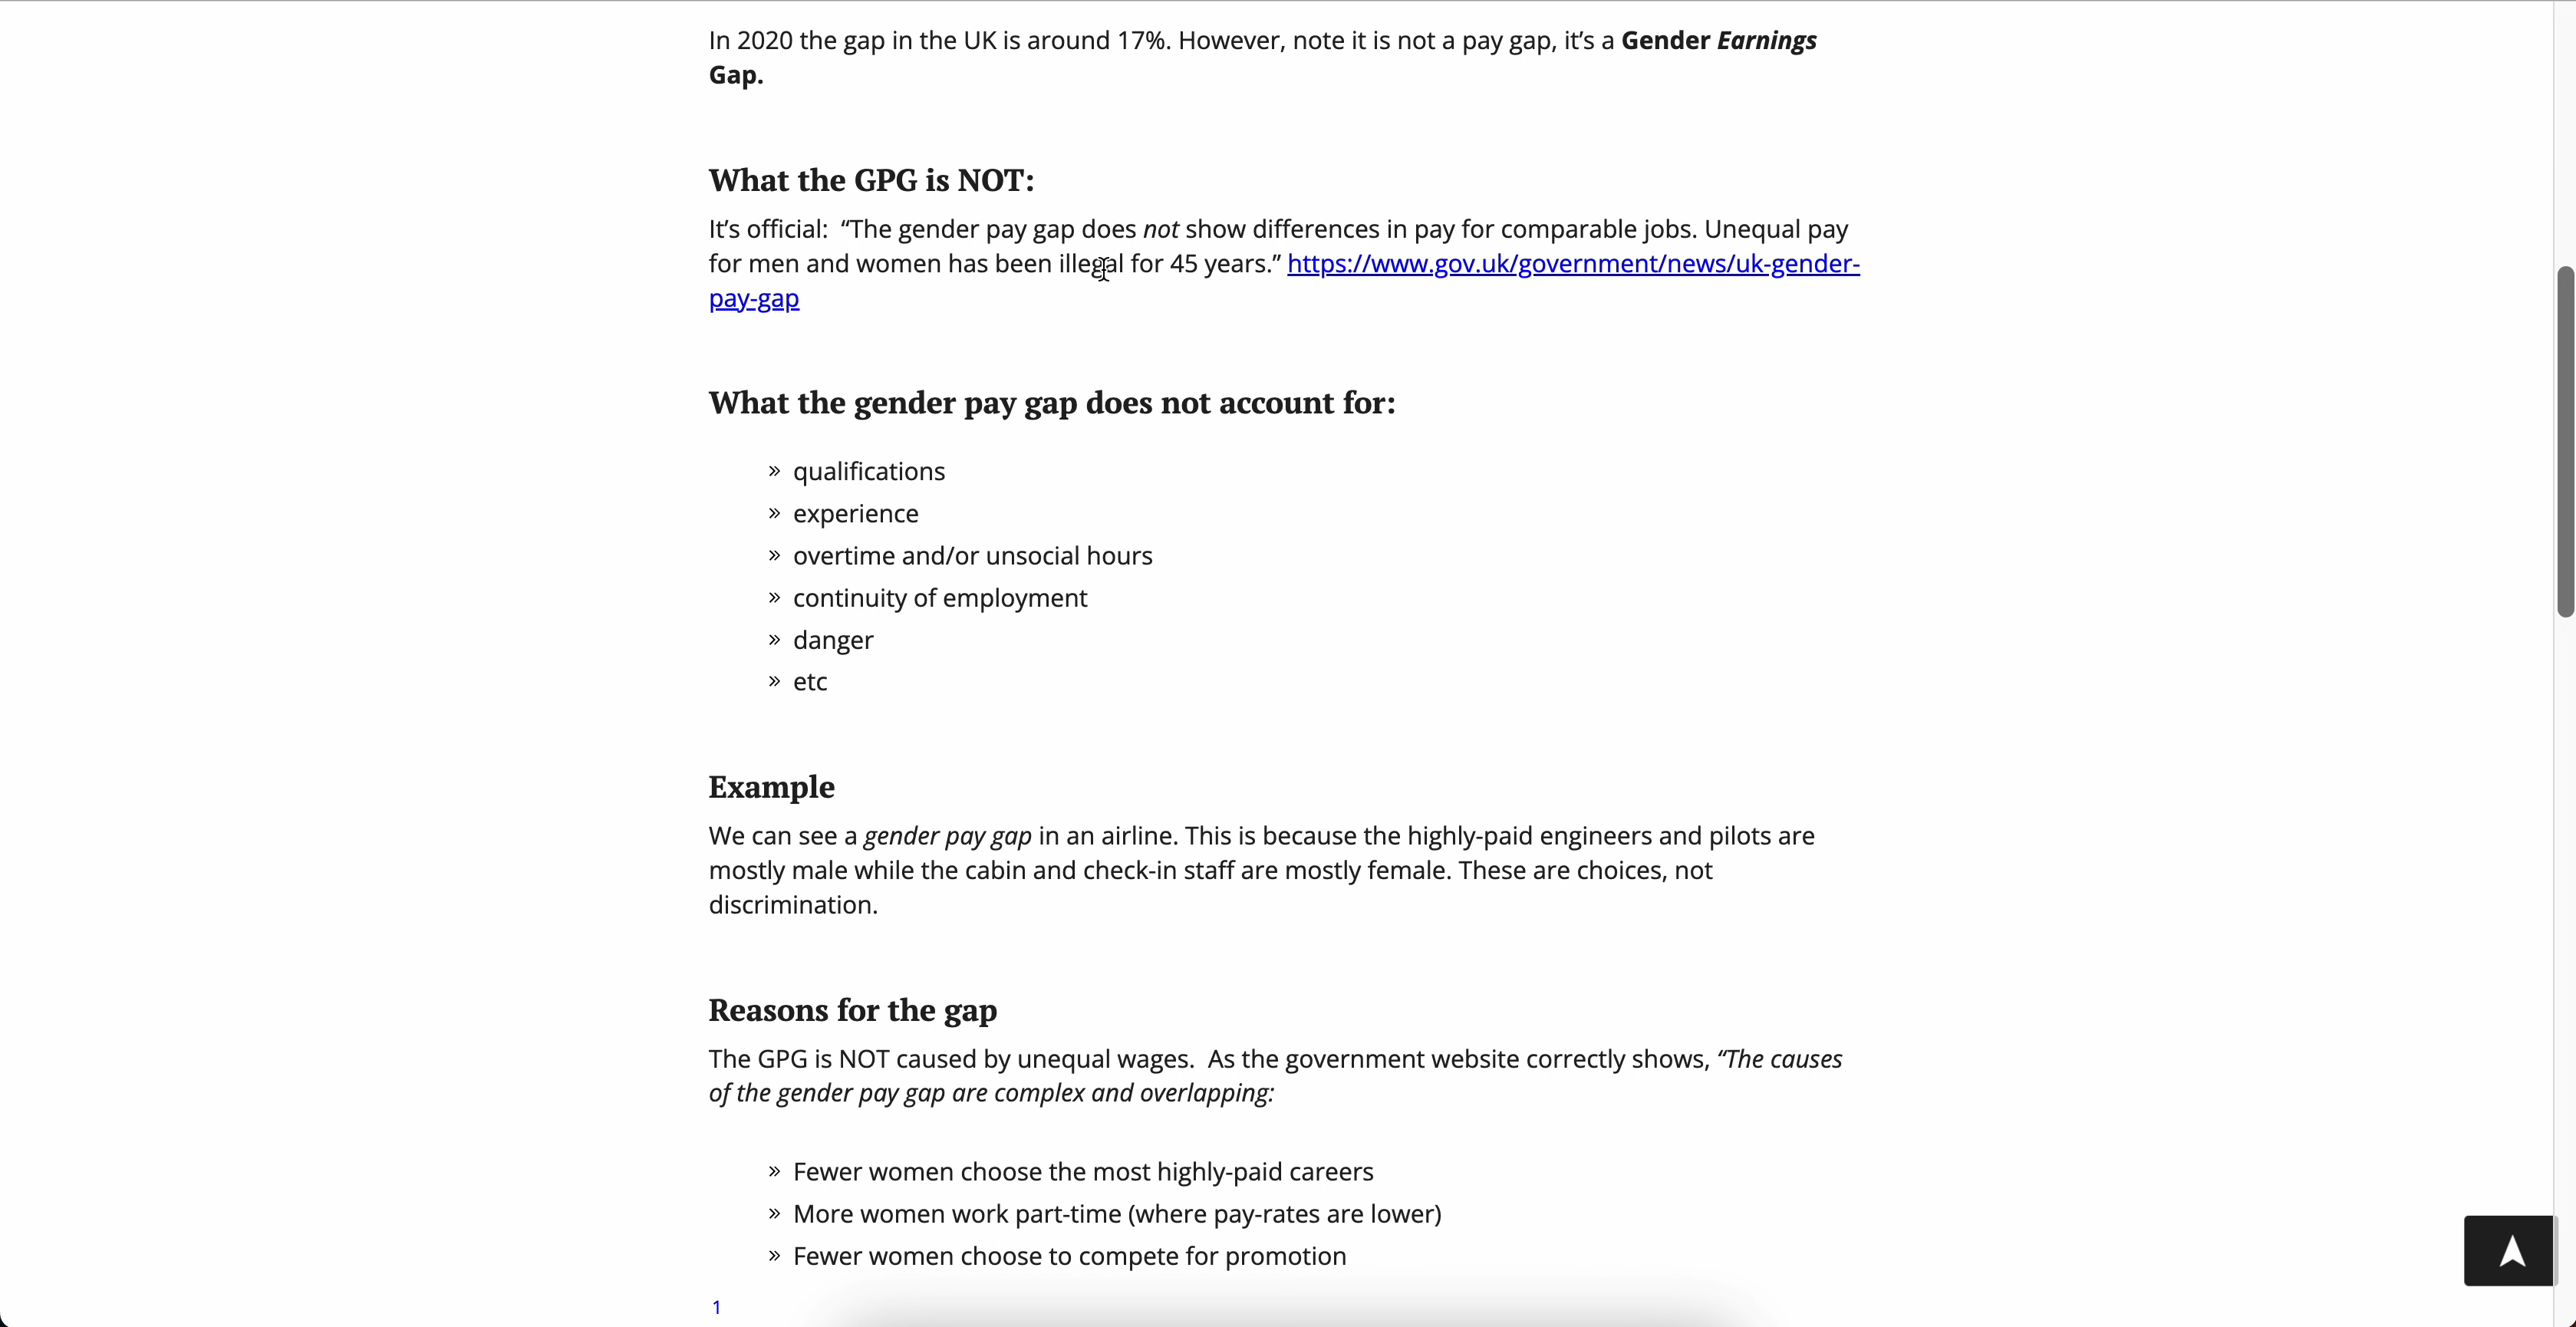 In 2020 the gap in the UK is around 17%. However, note it is not a pay gap, it’s a Gender Earnings
Gap.
What the GPG is NOT:
It’s official:  “The gender pay gap does not show differences in pay for comparable jobs. Unequal pay
for men and women has been illegal for 45 years.” https://www.gov.uk/government/news/uk-gender-
pay-gap
What the gender pay gap does not account for:
» qualifications
» experience
» overtime and/or unsocial hours
» continuity of employment
» danger
» etc
Example
We can see a gender pay gap in an airline. This is because the highly-paid engineers and pilots are
mostly male while the cabin and check-in staff are mostly female. These are choices, not
discrimination.
Reasons for the gap
The GPG is NOT caused by unequal wages.  As the government website correctly shows, “The causes
of the gender pay gap are complex and overlapping:
» Fewer women choose the most highly-paid careers
» More women work part-time (where pay-rates are lower)
» Fewer women choose to compete for promotion
1